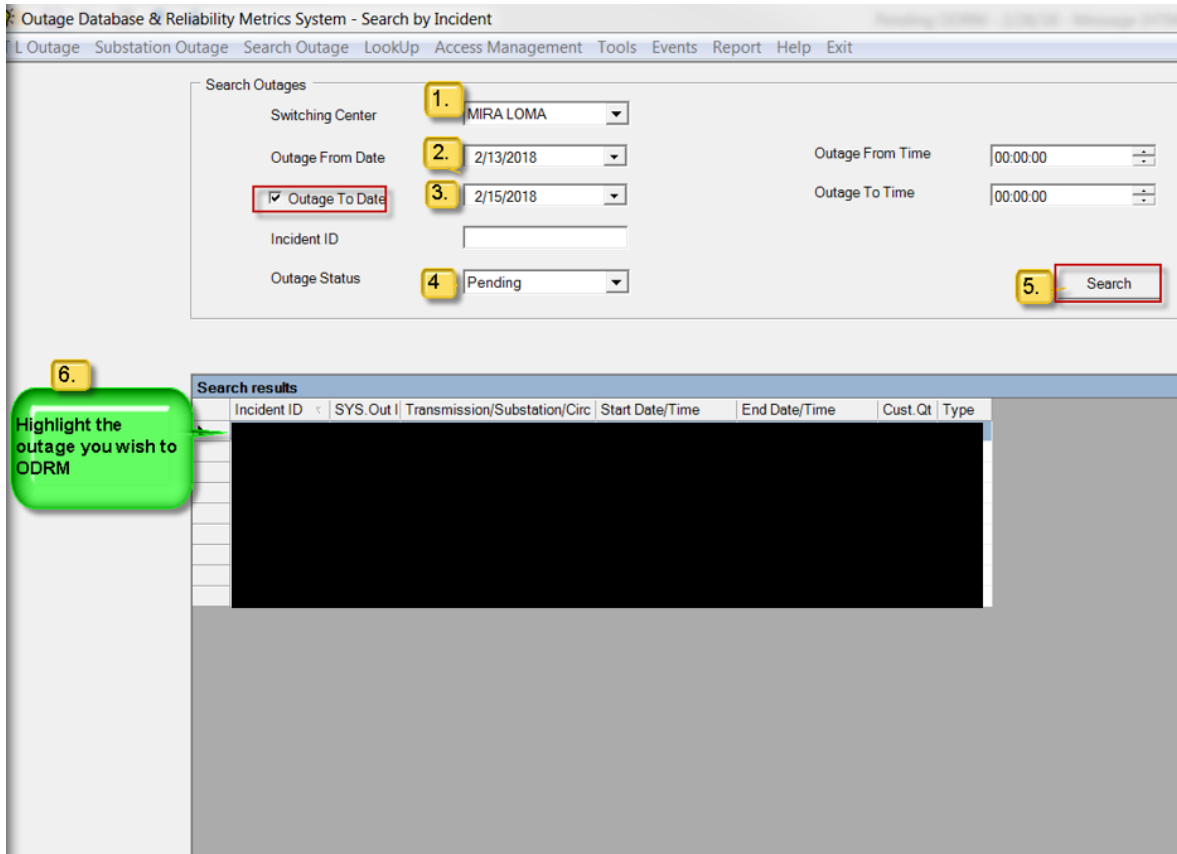 Outage Database & Reliability Metrics System - Search by Incident
T L Outage Substation Outage Search Outage LookUp Access Management Tools Events Report Help Exit
Search Outages
1.
Switching Center MIRA LOMA
2.
Outage From Date 2/13/2018 Outage From Time 00:00:00
3.
Outage To Date 2/15/2018 Outage To Time 00:00:00
Incident ID
Outage Status 4 Pending 5. Search
6.
Search results
Incident ID SYS.Out I Transmission/Substation/Circ Start Date/Time End Date/Time Cust.Qt Type
Highlight the
outage you wish to
ODRM